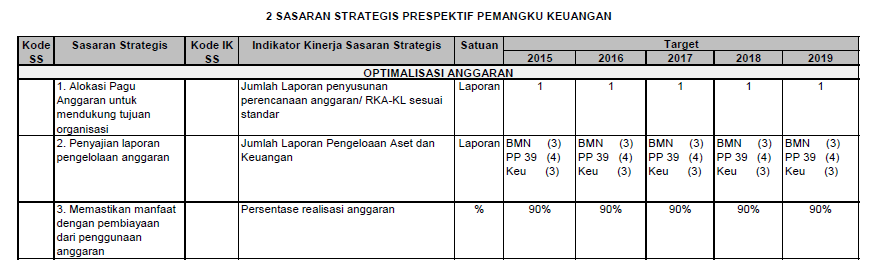 2 SASARAN STRATEGIS PRESPEKTIF PEMANGKU KEUANGAN
Kode SS Sasaran Strategis Kode IK SS Indikator Kinerja Sasaran Strategis Satuan Target
2015 2016 2017 2018 2019
OPTIMALISASI ANGGARAN
1. Alokasi Pagu Jumlah Laporan penyusunan Laporan 1 1 1 1 1
Anggaran untuk perencanaan anggaran/ RKA-KL sesuai
mendukung tujuan standar
organisasi
2. Penyajian laporan Jumlah Laporan Pengeloaan Aset dan Laporan BMN (3) BMN (3) BMN (3) BMN (3) BMN (3)
pengelolaan anggaran Keuangan PP 39 (4) PP 39 (4) PP 39 (4) PP 39 (4) PP 39 (4)
Keu (3) Keu (3) Keu (3) Keu (3) Keu (3)
3. Memastikan manfaat Persentase realisasi anggaran % 90% 90% 90% 90% 90%
dengan pembiayaan
dari penggunaan
anggaran